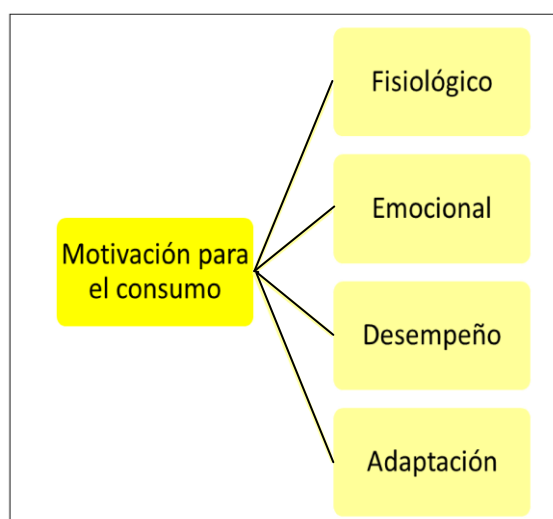 Motivación para
el consumo
Fisiológico
Emocional
Desempeño
Adaptación